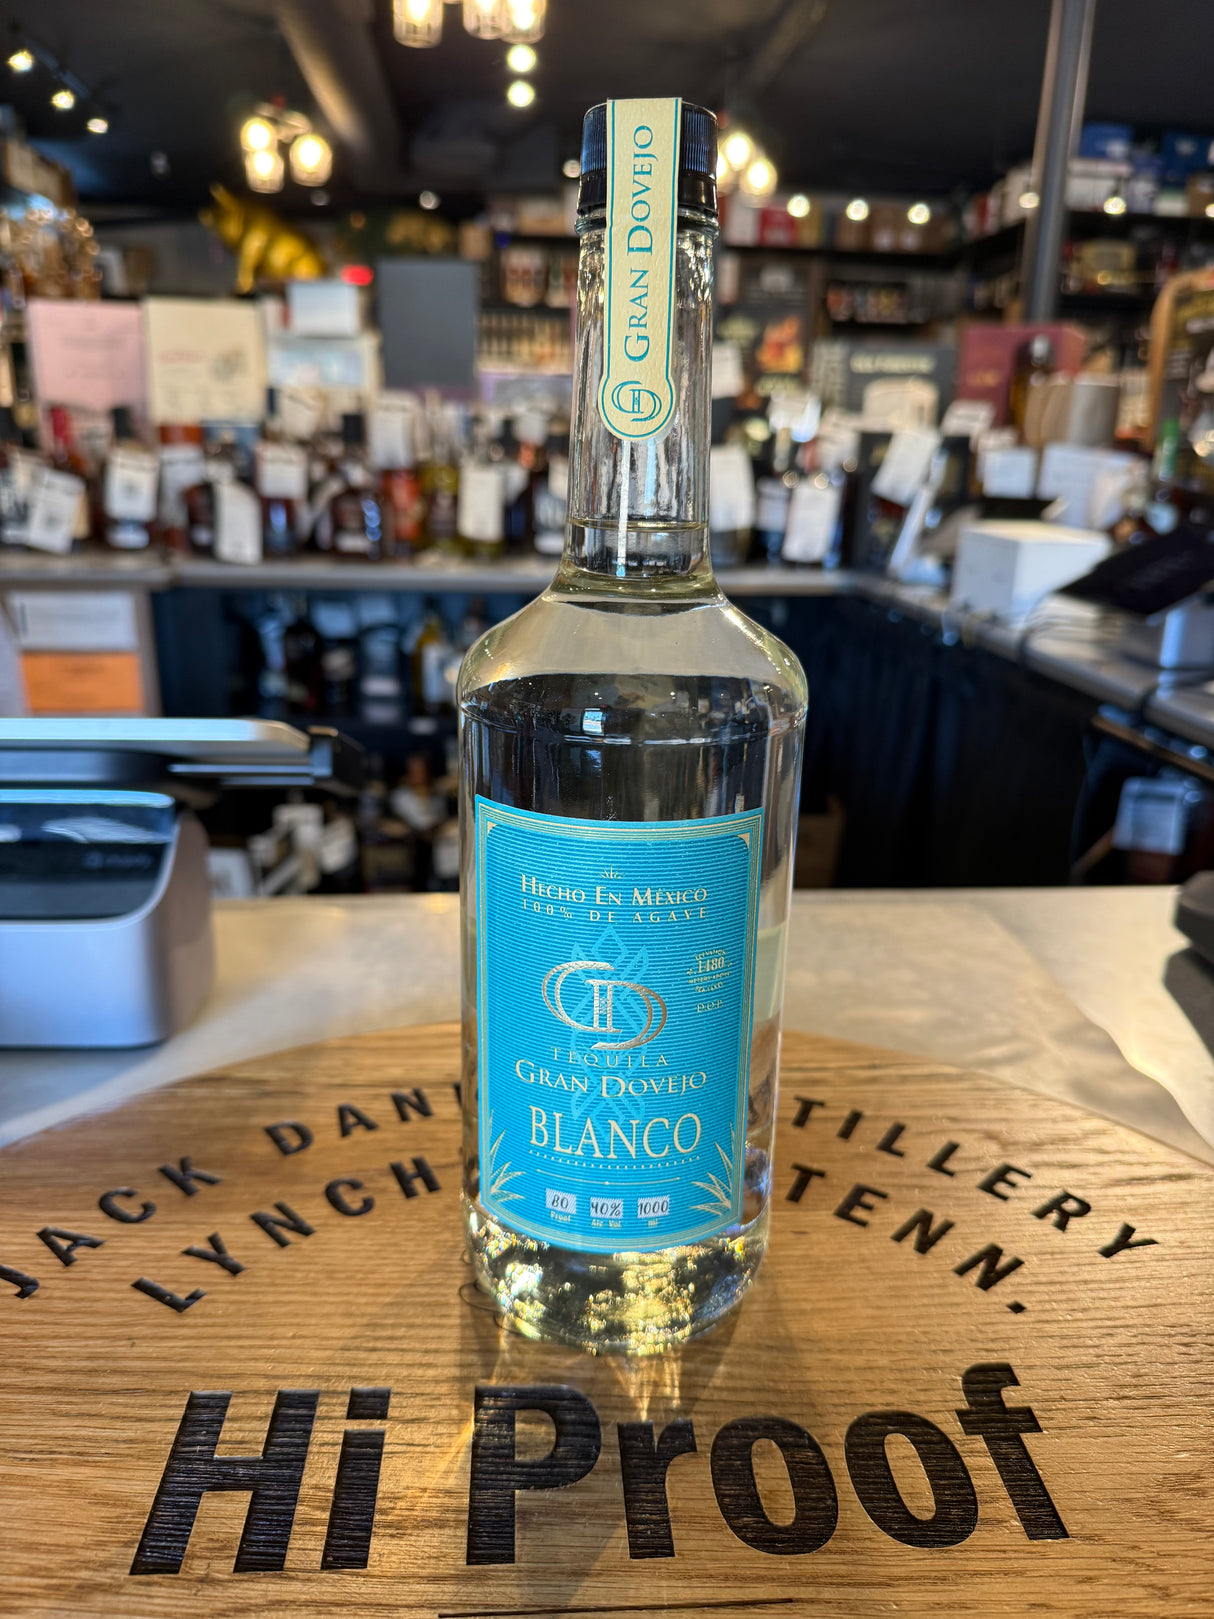 GRAN DOVEJO
HECHO EN MÉXICO
100% DE AGAVE
1480
D.O.T.
TEQUILA
GRAN DOVEJO
BLANCO
80 40% 1000
Proof Alc Vol ml
JACK DANI TILLERY
LYNCH TENN.
Hi Proof